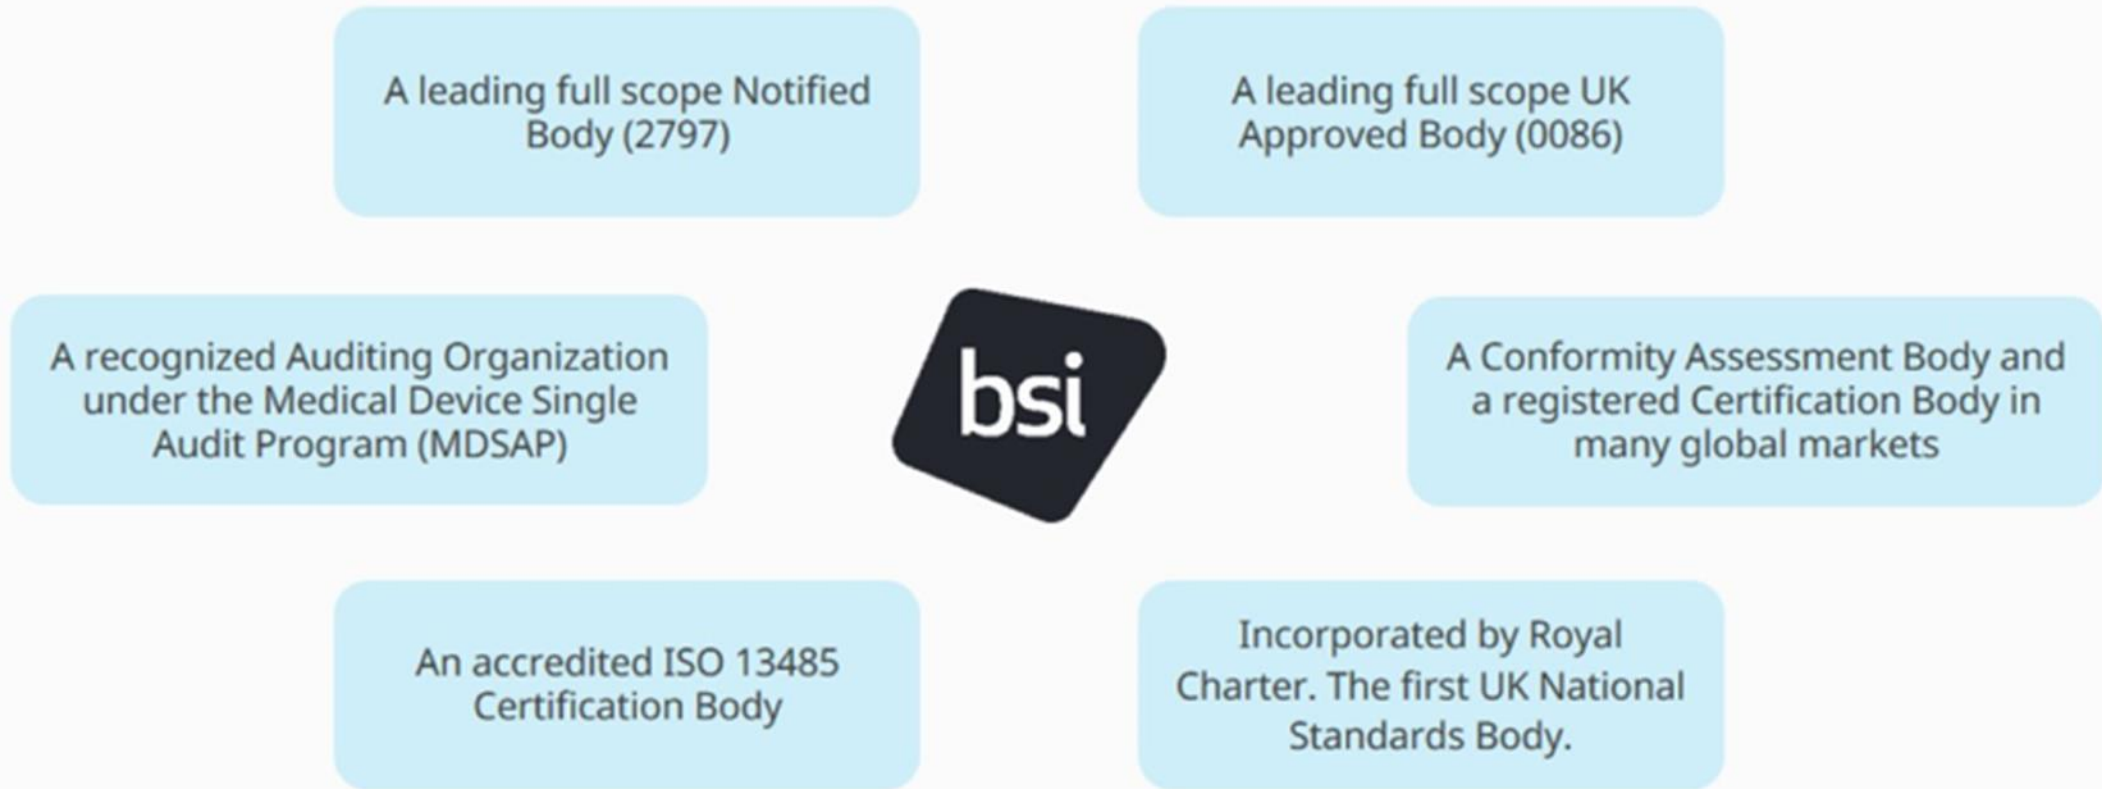 A leading full scope Notified
Body (2797)
A leading full scope UK
Approved Body (0086)
A recognized Auditing Organization
under the Medical Device Single
Audit Program (MDSAP)
bsi
A Conformity Assessment Body and
a registered Certification Body in
many global markets
An accredited ISO 13485
Certification Body
Incorporated by Royal
Charter. The first UK National
Standards Body.